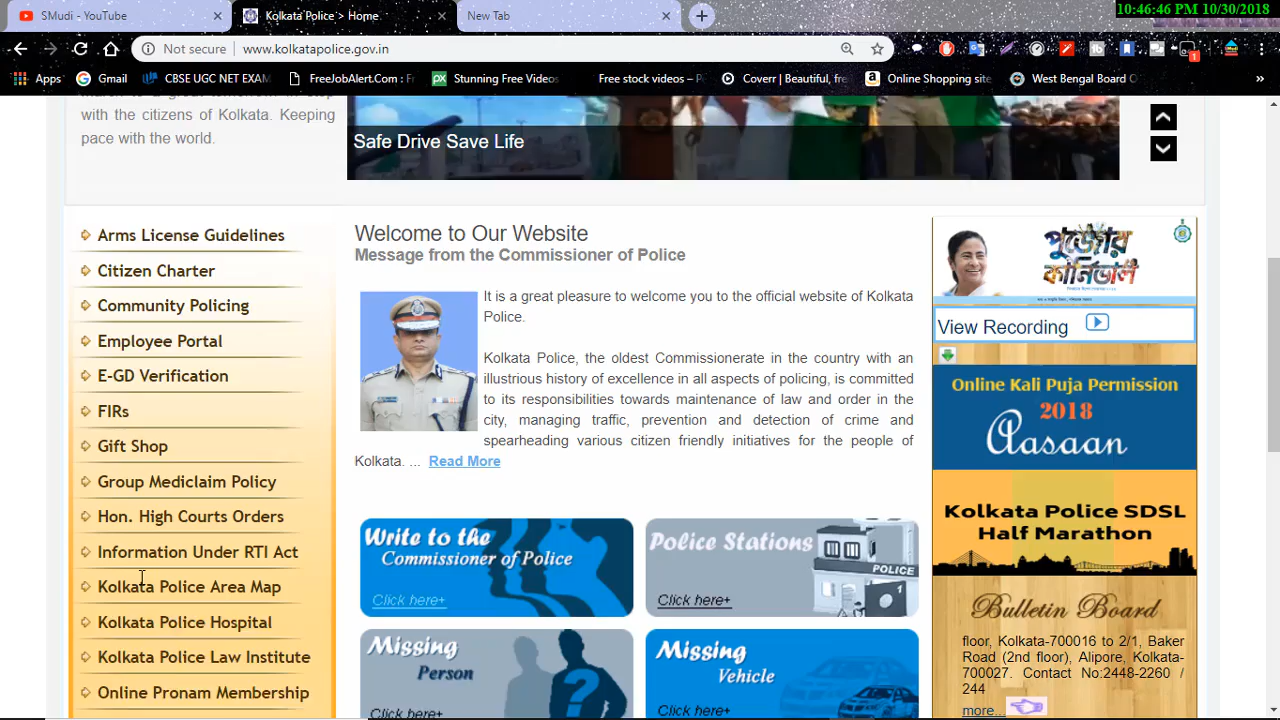 10:46:46 PM 10/30/2018
SMudi - YouTube
Kolkata Police > Home
New Tab
Not secure
www.kolkatapolice.gov.in
Apps
Gmail
CBSE UGC NET EXAM
FreeJobAlert.Com : F
Stunning Free Videos
Free stock videos – P
Coverr | Beautiful, fre
Online Shopping site
West Bengal Board O
with the citizens of Kolkata. Keeping
pace with the world.
Safe Drive Save Life
Arms License Guidelines
Citizen Charter
Community Policing
Employee Portal
E-GD Verification
FIRs
Gift Shop
Group Mediclaim Policy
Hon. High Courts Orders
Information Under RTI Act
Kolkata Police Area Map
Kolkata Police Hospital
Kolkata Police Law Institute
Online Pronam Membership
Welcome to Our Website
Message from the Commissioner of Police
It is a great pleasure to welcome you to the official website of Kolkata
Police.
Kolkata Police, the oldest Commissionerate in the country with an
illustrious history of excellence in all aspects of policing, is committed
to its responsibilities towards maintenance of law and order in the
city, managing traffic, prevention and detection of crime and
spearheading various citizen friendly initiatives for the people of
Kolkata. ... Read More
Write to the
Commissioner of Police
Click here+
Police Stations
POLICE
Click here+
Missing
Person
Click here+
Missing
Vehicle
Click here+
পুজোর
কার্নিভাল
View Recording
Online Kali Puja Permission
2018
Aasaan
Kolkata Police SDSL
Half Marathon
Bulletin Board
floor, Kolkata-700016 to 2/1, Baker
Road (2nd floor), Alipore, Kolkata-
700027. Contact No:2448-2260 /
244
more...